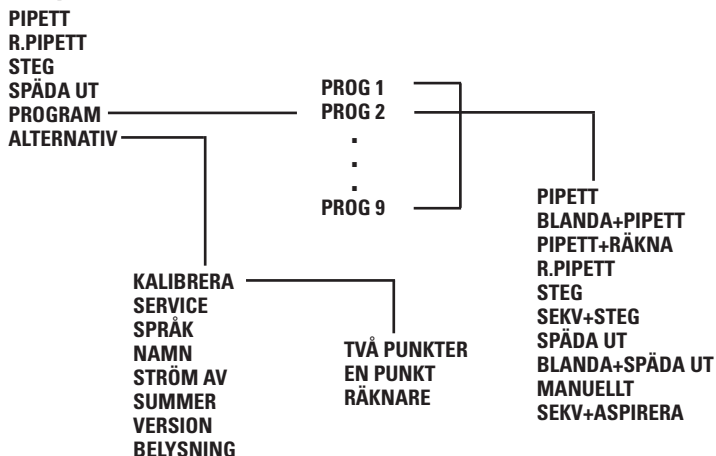 PIPETT
R.PIPETT
STEG
SPÄDA UT
PROGRAM
ALTERNATIV
PROG 1
PROG 2
.
.
.
PROG 9
PIPETT
BLANDA+PIPETT
PIPETT+RÄKNA
R.PIPETT
STEG
SEKV+STEG
SPÄDA UT
BLANDA+SPÄDA UT
MANUELLT
SEKV+ASPIRERA
KALIBRERA
SERVICE
SPRÅK
NAMN
STRÖM AV
SUMMER
VERSION
BELYSNING
TVÅ PUNKTER
EN PUNKT
RÄKNARE